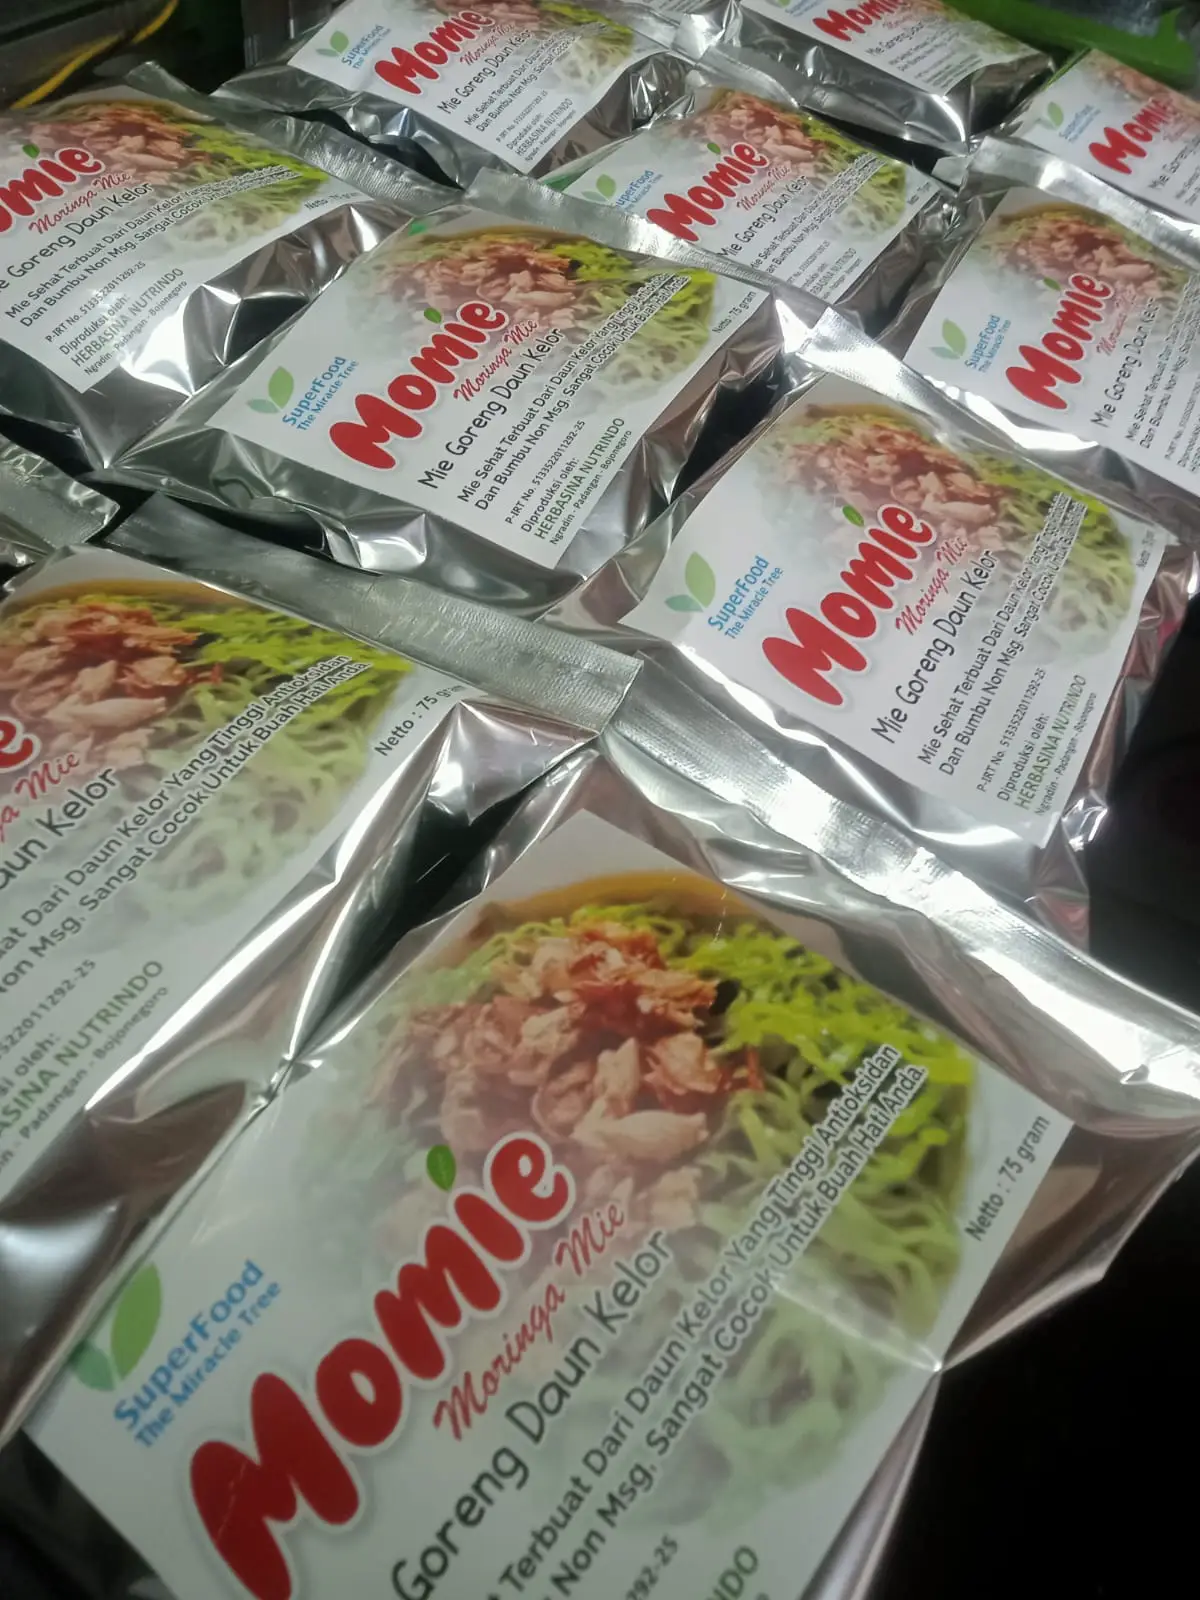 SuperFood
The Miracle Tree
Momie
Moringa Mie
Mie Goreng Daun Kelor
Mie Sehat Terbuat Dari Daun Kelor Yang Tinggi Antioksidan
Dan Bumbu Non Msg. Sangat Cocok Untuk Buah Hati Anda.
P-IRT No. 5133522011292-25
Diproduksi oleh:
HERBASINA NUTRINDO
Ngradin - Padangan - Bojonegoro
Netto : 75 gram